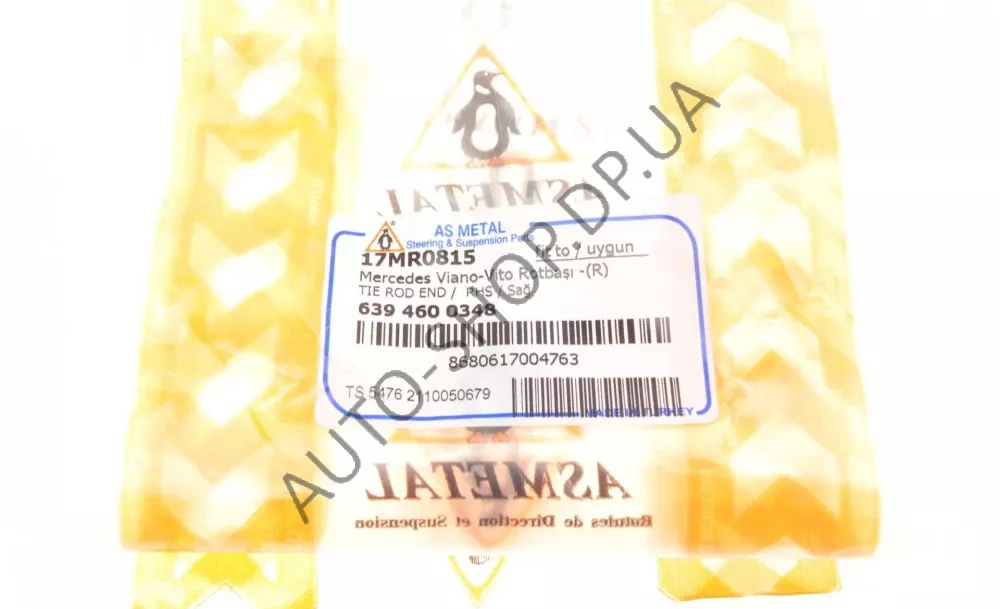 ASMETAL
AS METAL
Steering & Suspension Parts
17MR0815
fit to / uygun
Mercedes Viano-Vito Rotbaşı -(R)
TIE ROD END / RHS / Sağ
639 460 0348
8680617004763
TS 5476 2110050679
MADE IN TURKEY
ASMETAL
Rotules de Direction et Suspension
AUTO-SHOP.DP.UA